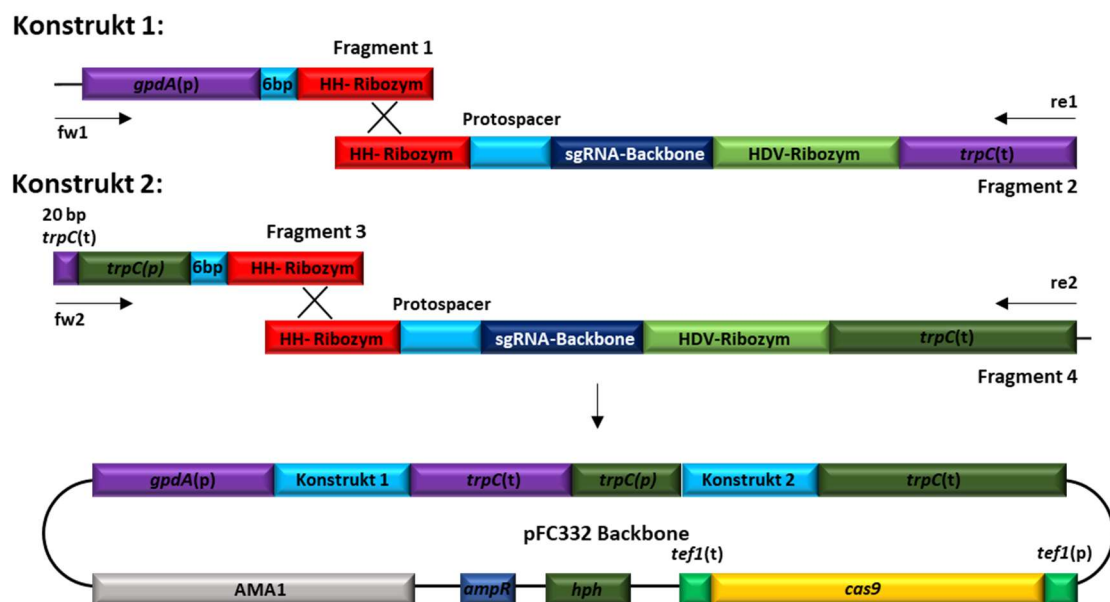 Konstrukt 1:
Fragment 1
gpdA(p) 6bp HH- Ribozym
fw1 Protospacer re1
HH- Ribozym sgRNA-Backbone HDV-Ribozym trpC(t)
Fragment 2
Konstrukt 2:
20 bp
trpC(t)
Fragment 3
trpC(p) 6bp HH- Ribozym
fw2 Protospacer re2
HH- Ribozym sgRNA-Backbone HDV-Ribozym trpC(t)
Fragment 4
gpdA(p) Konstrukt 1 trpC(t) trpC(p) Konstrukt 2 trpC(t)
pFC332 Backbone
tef1(t) tef1(p)
AMA1 ampR hph cas9